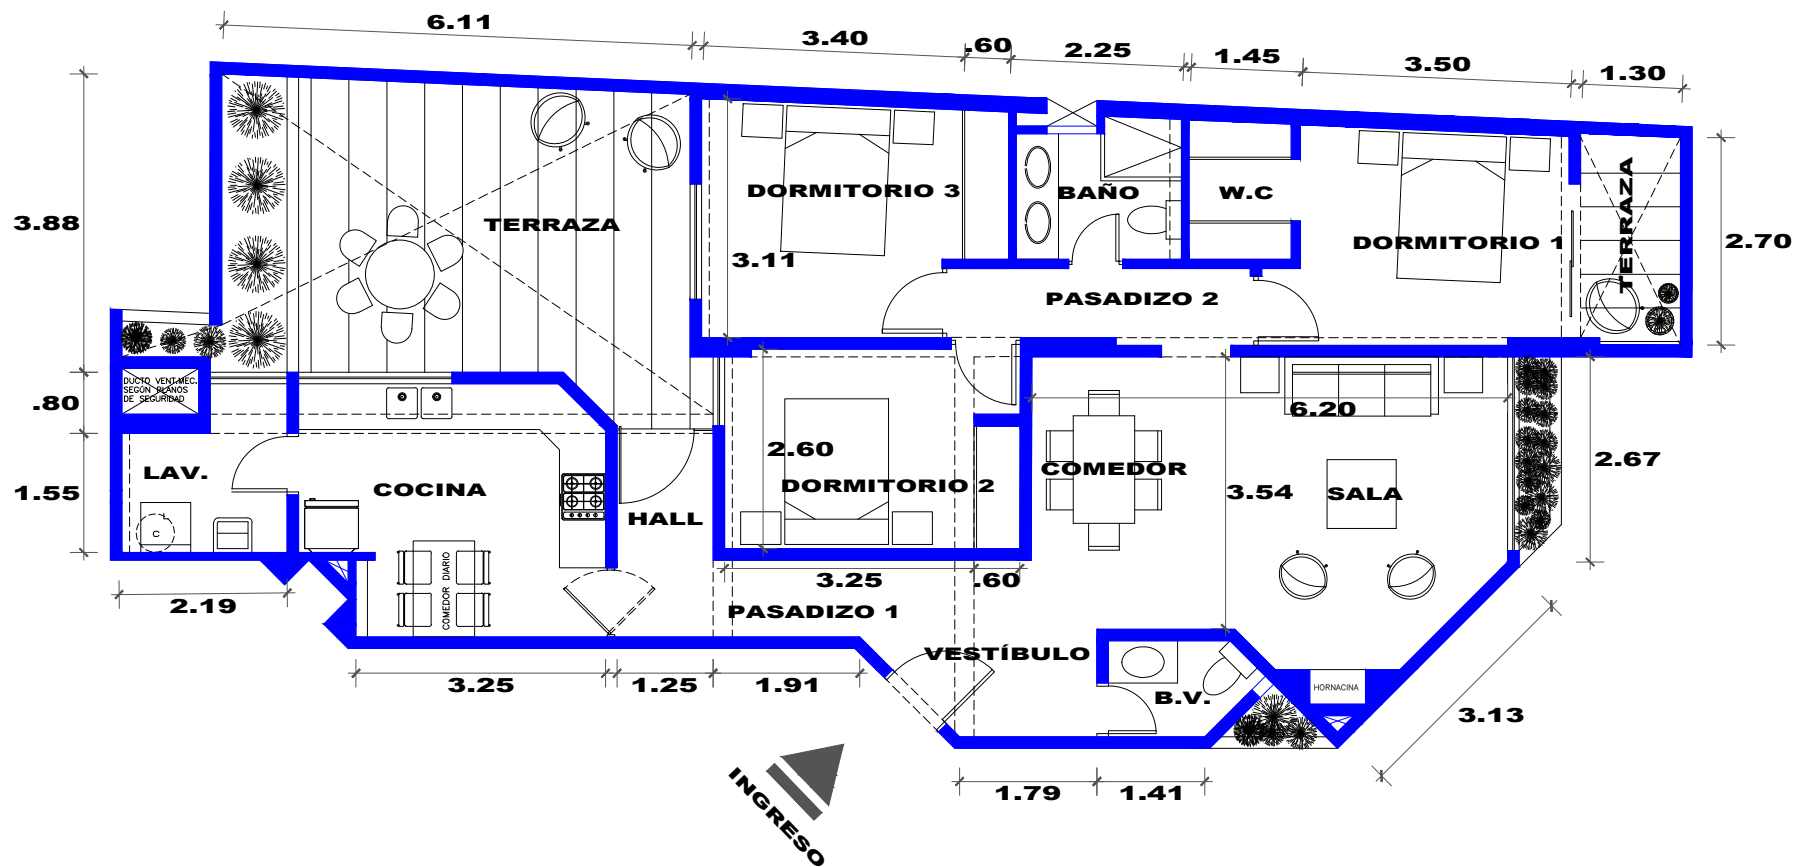 6.11
3.40
.60
2.25
1.45
3.50
1.30
3.88
TERRAZA
DORMITORIO 3
BAÑO
W.C
DORMITORIO 1
TERRAZA
2.70
3.11
PASADIZO 2
DUCTO VENT.MEC.
SEGÚN PLANOS
DE SEGURIDAD
.80
6.20
2.60
LAV.
COCINA
DORMITORIO 2
COMEDOR
3.54
SALA
2.67
1.55
HALL
C
COMEDOR DIARIO
2.19
3.25
.60
PASADIZO 1
VESTÍBULO
3.25
1.25
1.91
B.V.
HORNACINA
3.13
INGRESO
1.79
1.41